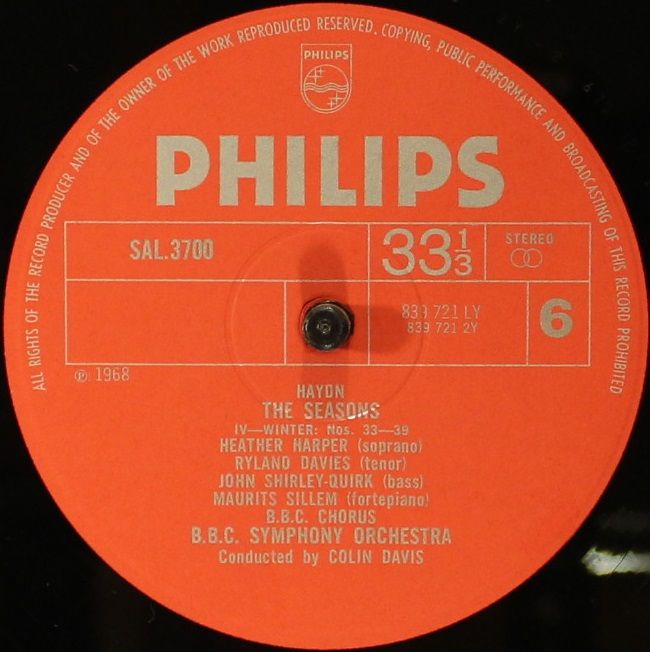 ALL RIGHTS OF THE RECORD PRODUCER AND OF THE OWNER OF THE WORK REPRODUCED RESERVED. COPYING, PUBLIC PERFORMANCE AND BROADCASTING OF THIS RECORD PROHIBITED
PHILIPS
PHILIPS
SAL.3700
33⅓
STEREO
839 721 LY
839 721 2Y
6
℗ 1968
HAYDN
THE SEASONS
IV—WINTER: Nos. 33—39
HEATHER HARPER (soprano)
RYLAND DAVIES (tenor)
JOHN SHIRLEY-QUIRK (bass)
MAURITS SILLEM (fortepiano)
B.B.C. CHORUS
B.B.C. SYMPHONY ORCHESTRA
Conducted by COLIN DAVIS